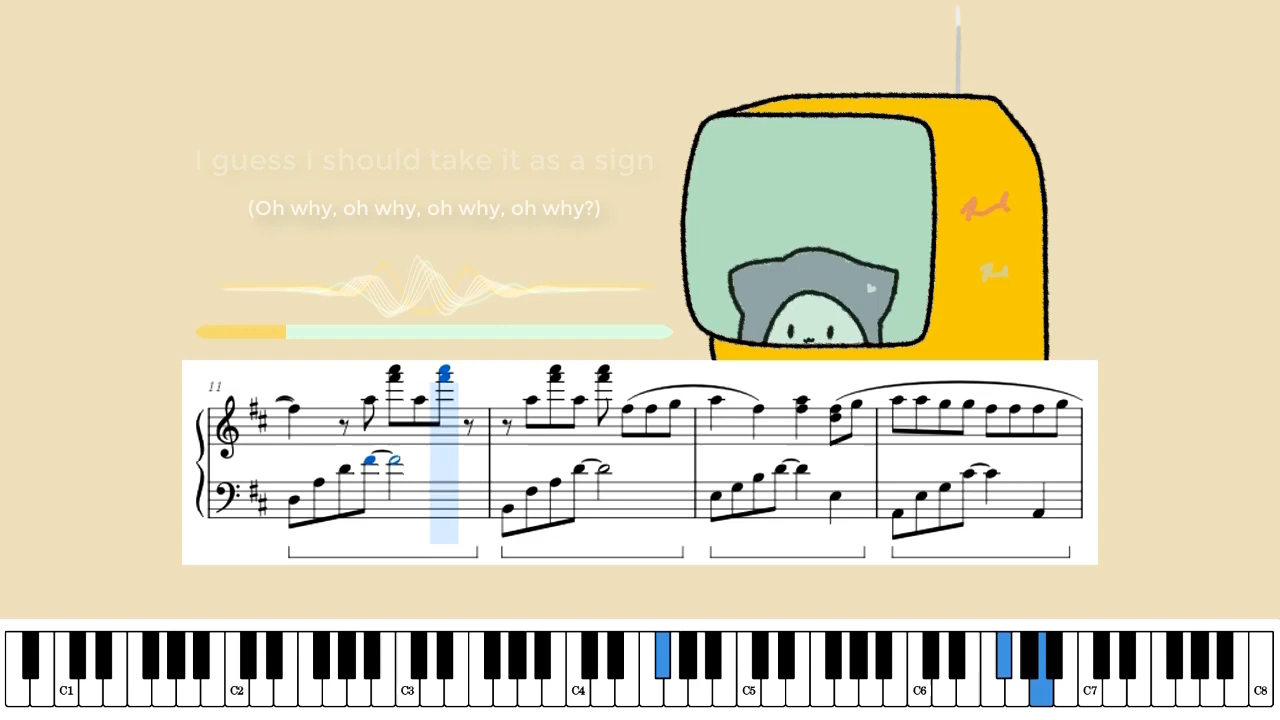 I guess I should take it as a sign
(Oh why, oh why, oh why, oh why?)
11
C1 C2 C3 C4 C5 C6 C7 C8